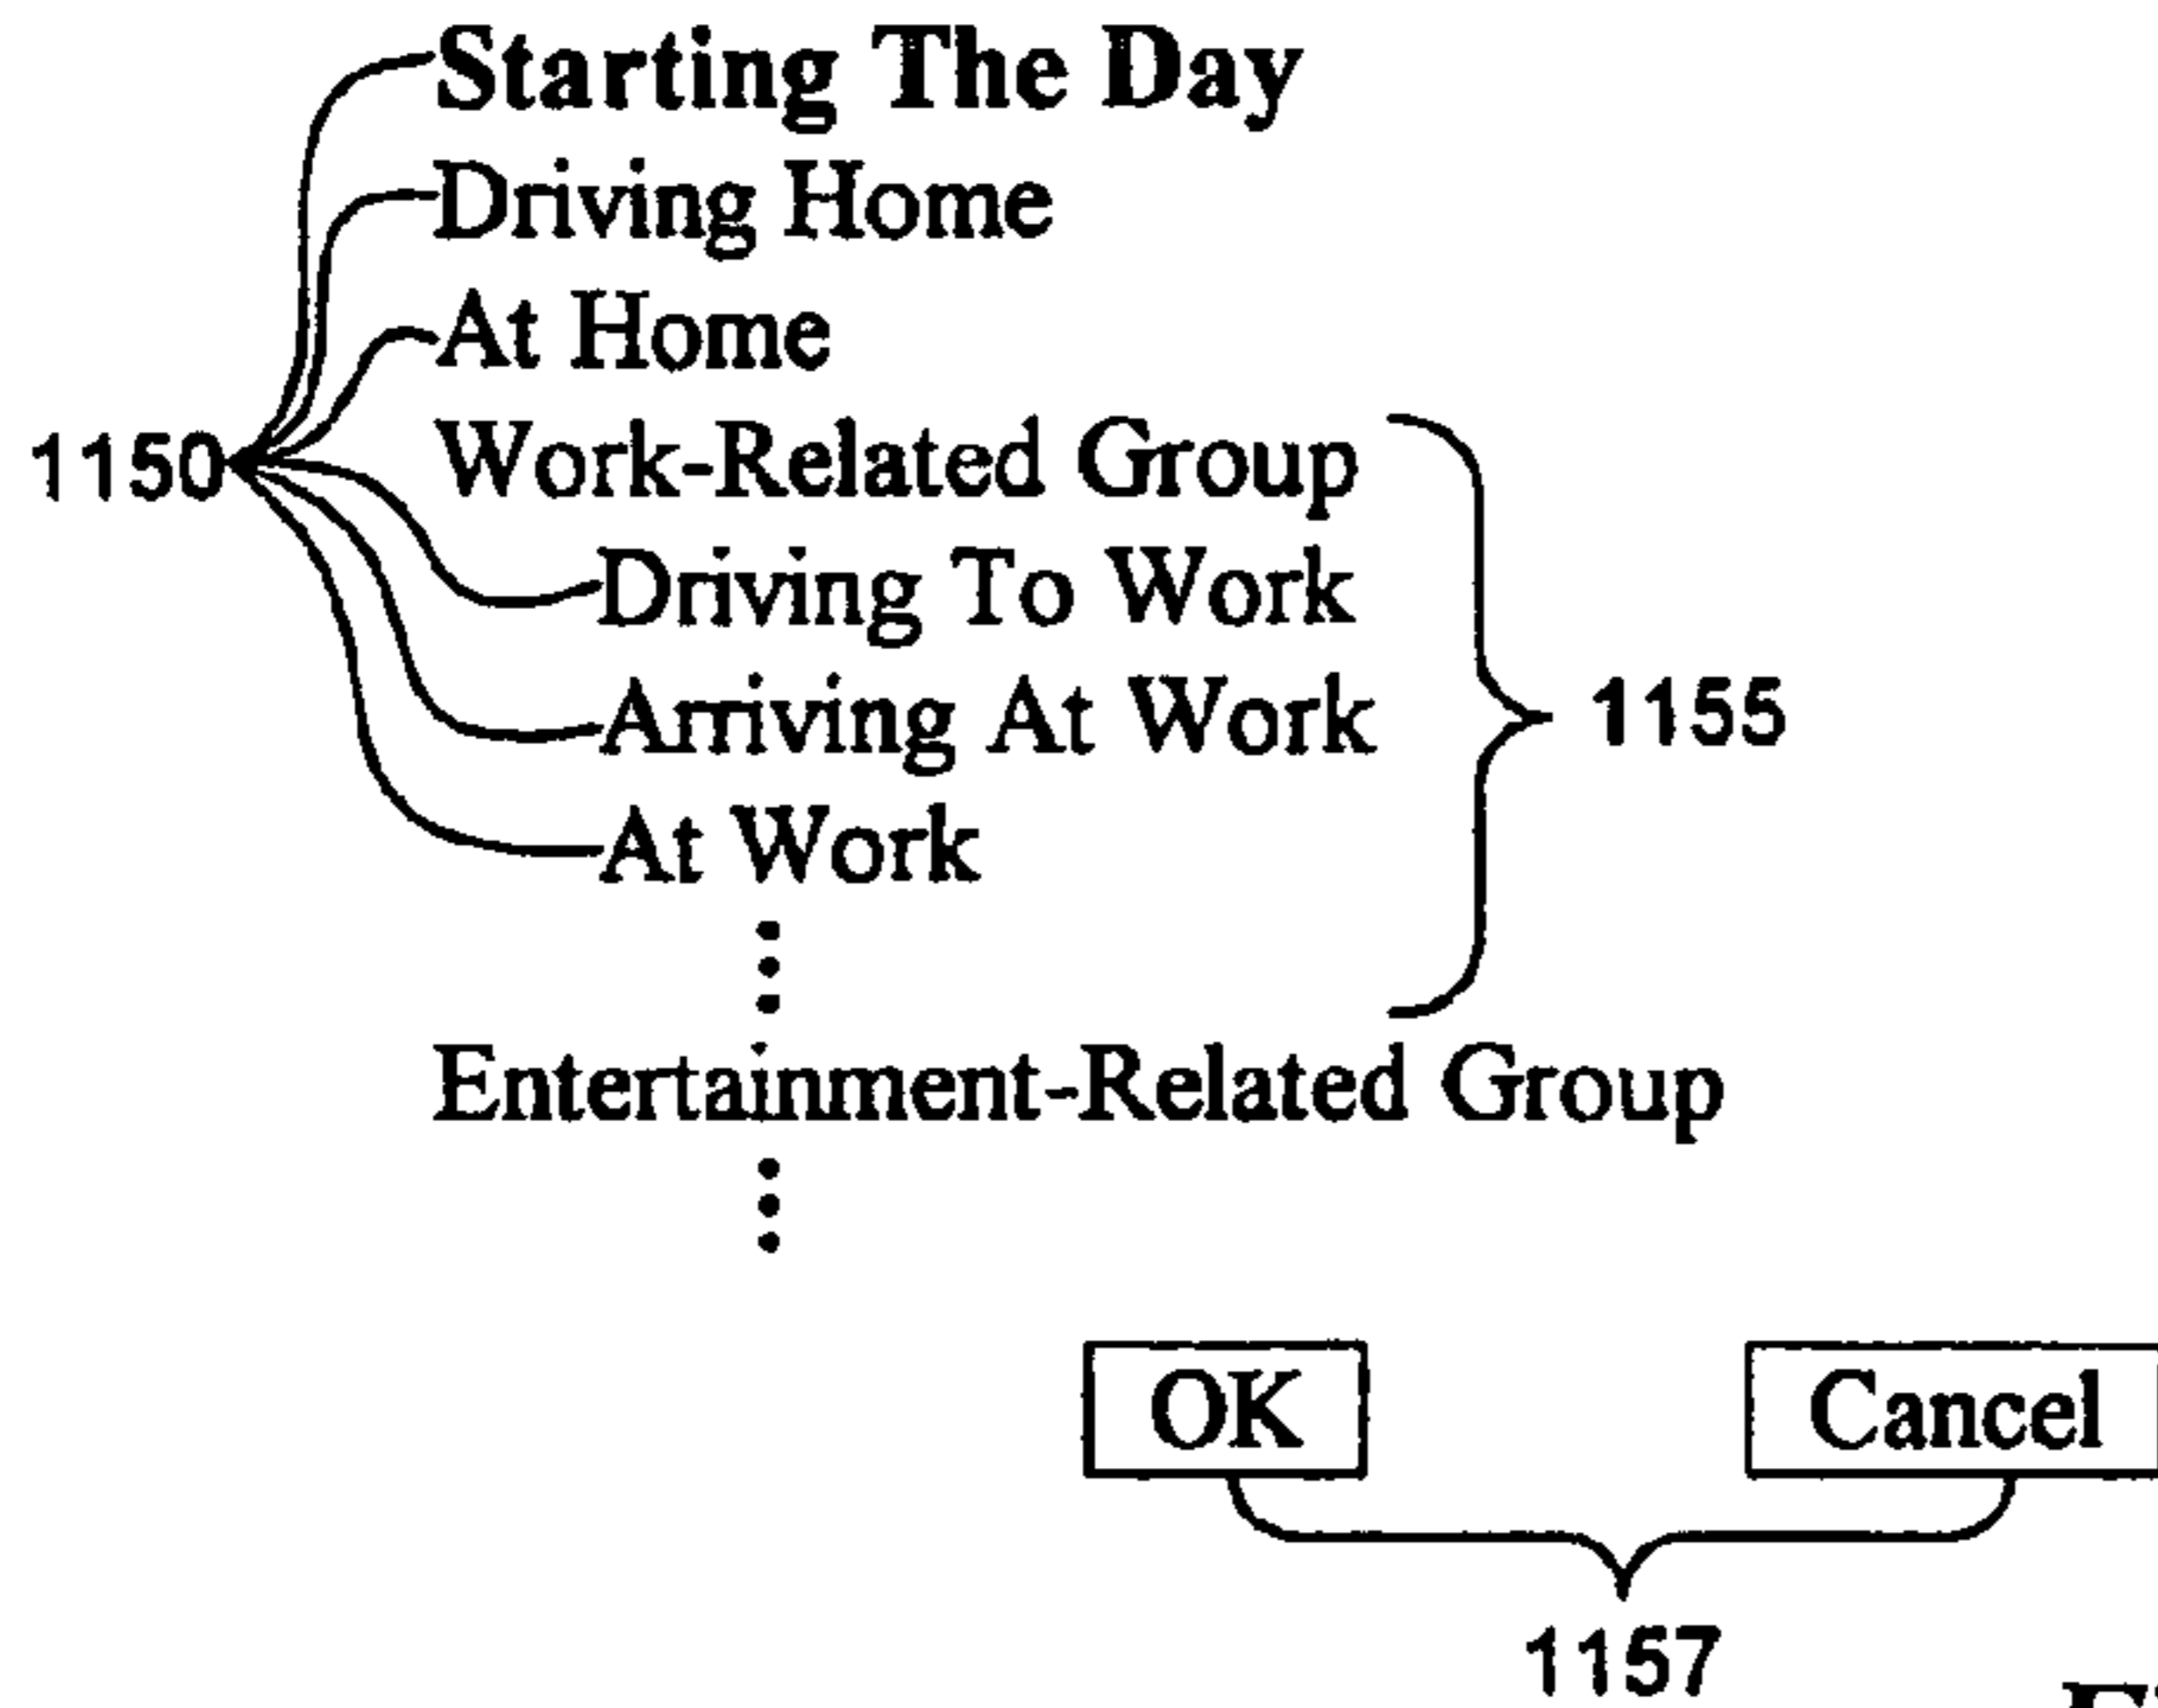 Starting The Day
Driving Home
At Home
1150
Work-Related Group
Driving To Work
Arriving At Work
1155
At Work
Entertainment-Related Group
OK Cancel
1157